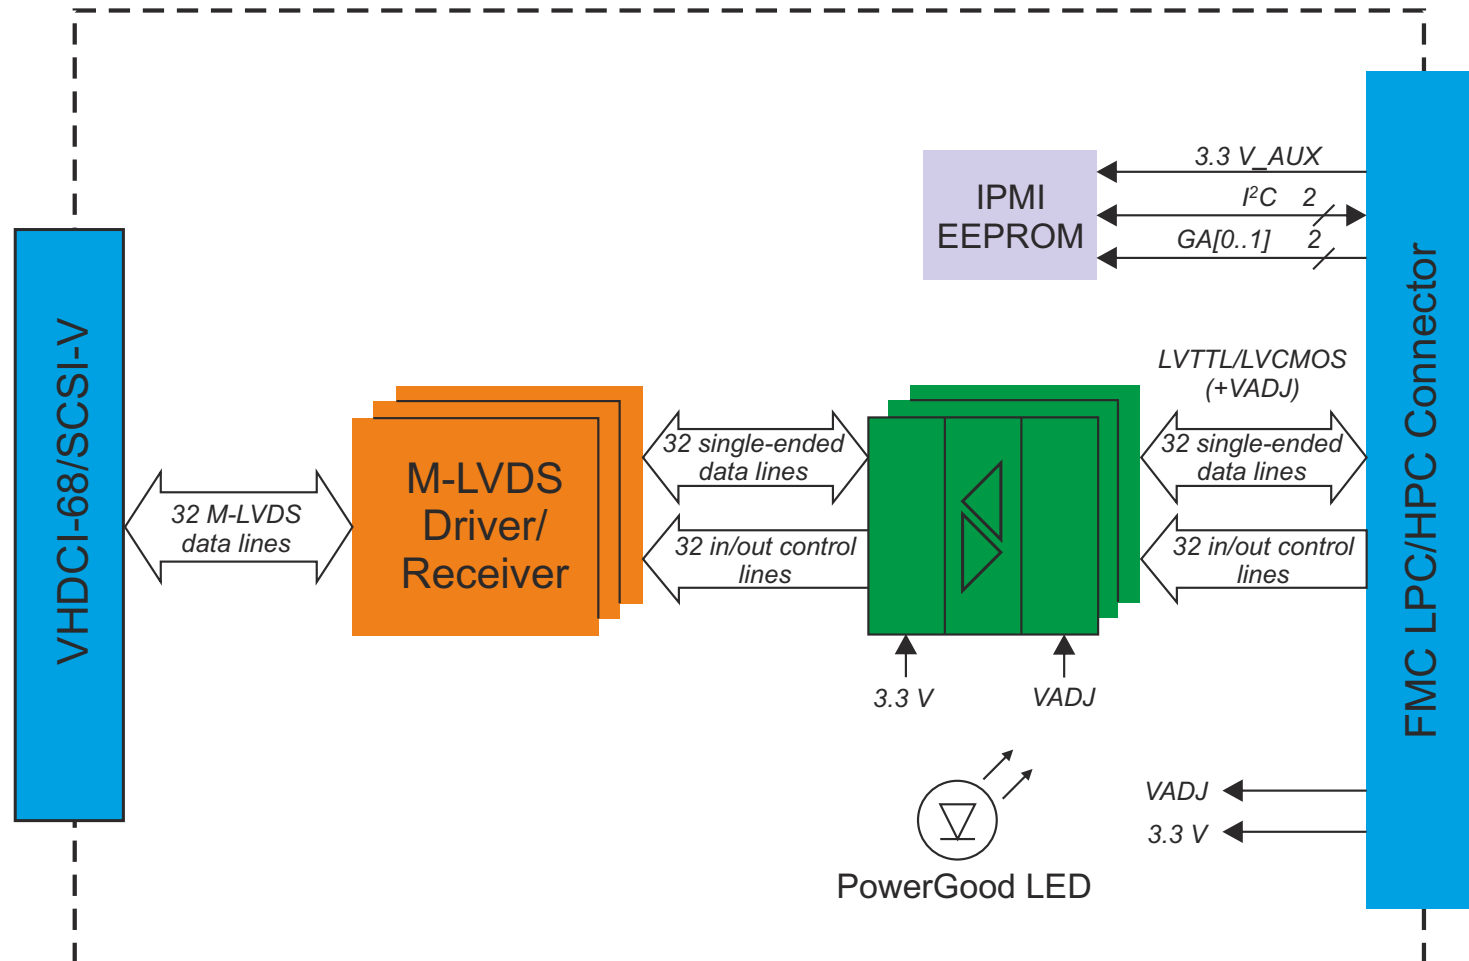 3.3 V_AUX
I²C 2
GA[0..1] 2
IPMI
EEPROM
FMC LPC/HPC Connector
VHDCI-68/SCSI-V
LVTTL/LVCMOS
(+VADJ)
32 single-ended
data lines
32 single-ended
data lines
M-LVDS
Driver/
Receiver
32 M-LVDS
data lines
32 in/out control
lines
32 in/out control
lines
3.3 V
VADJ
VADJ
3.3 V
PowerGood LED